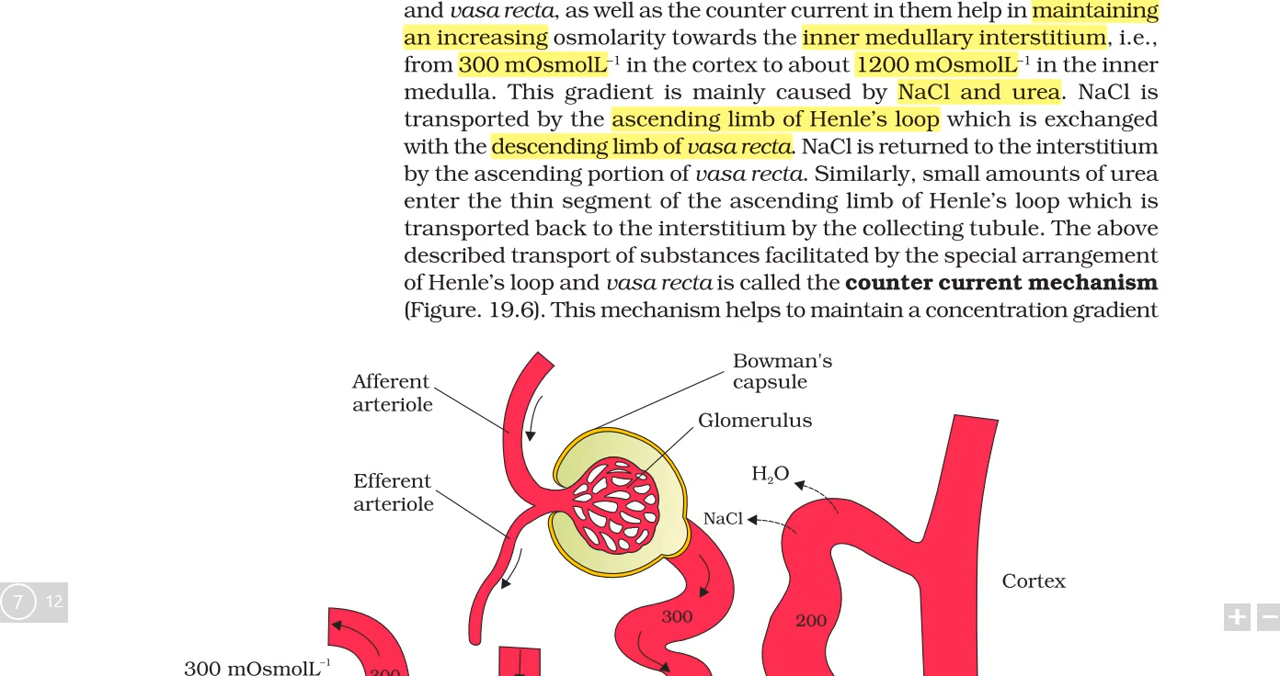 and vasa recta, as well as the counter current in them help in maintaining
an increasing osmolarity towards the inner medullary interstitium, i.e.,
from 300 mOsmolL⁻¹ in the cortex to about 1200 mOsmolL⁻¹ in the inner
medulla. This gradient is mainly caused by NaCl and urea. NaCl is
transported by the ascending limb of Henle's loop which is exchanged
with the descending limb of vasa recta. NaCl is returned to the interstitium
by the ascending portion of vasa recta. Similarly, small amounts of urea
enter the thin segment of the ascending limb of Henle's loop which is
transported back to the interstitium by the collecting tubule. The above
described transport of substances facilitated by the special arrangement
of Henle's loop and vasa recta is called the counter current mechanism
(Figure. 19.6). This mechanism helps to maintain a concentration gradient
Bowman's
capsule
Afferent
arteriole
Glomerulus
Efferent
arteriole
H₂O
NaCl
Cortex
7 12
300
200
300 mOsmolL⁻¹
300